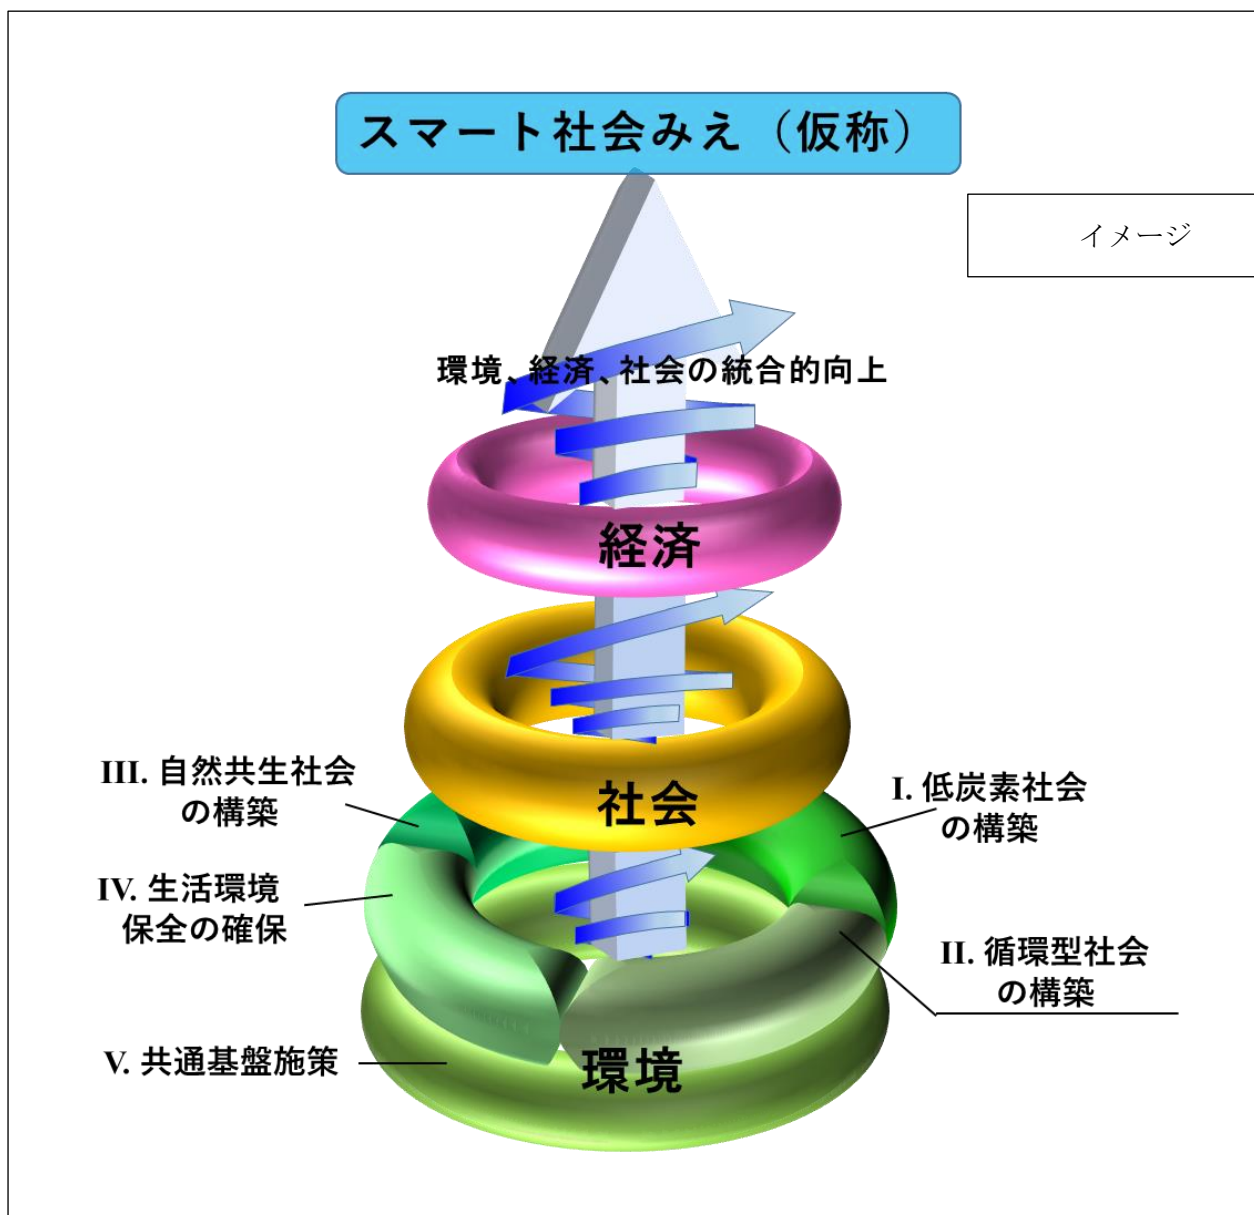 スマート社会みえ（仮称）
イメージ
環境、経済、社会の統合的向上
経済
社会
III. 自然共生社会
の構築
I. 低炭素社会
の構築
IV. 生活環境
保全の確保
II. 循環型社会
の構築
V. 共通基盤施策
環境